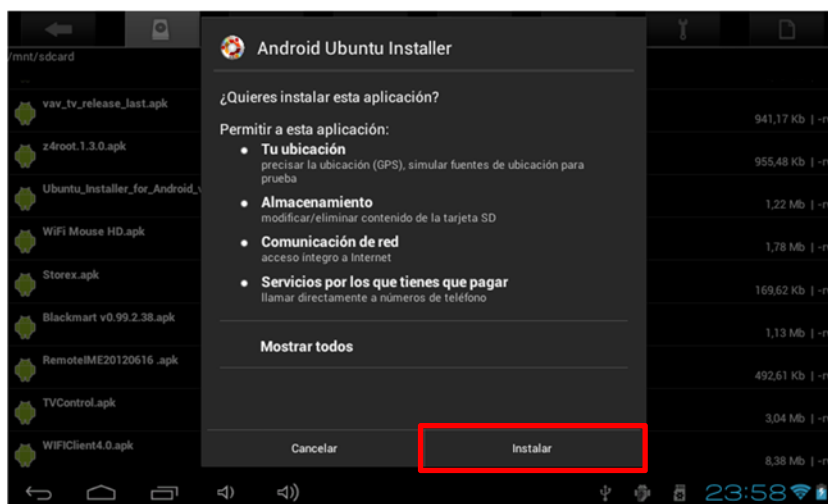 /mnt/sdcard
Android Ubuntu Installer
¿Quieres instalar esta aplicación?
Permitir a esta aplicación:
Tu ubicación
precisar la ubicación (GPS), simular fuentes de ubicación para
prueba
Almacenamiento
modificar/eliminar contenido de la tarjeta SD
Comunicación de red
acceso íntegro a Internet
Servicios por los que tienes que pagar
llamar directamente a números de teléfono
Mostrar todos
Cancelar
Instalar
vav_tv_release_last.apk
941,17 Kb | -r
z4root.1.3.0.apk
955,48 Kb | -r
Ubuntu_Installer_for_Android_v
1,22 Mb | -r
WiFi Mouse HD.apk
1,78 Mb | -r
Storex.apk
169,62 Kb | -r
Blackmart v0.99.2.38.apk
1,13 Mb | -r
RemoteIME20120616 .apk
492,61 Kb | -r
TVControl.apk
3,04 Mb | -r
WIFIClient4.0.apk
8,38 Mb | -r
23:58